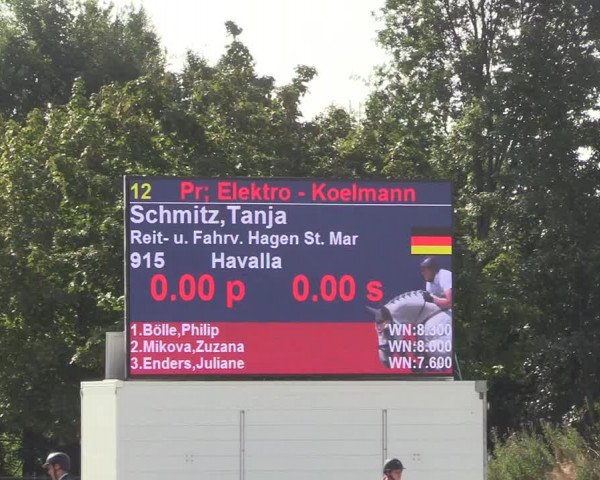 12 Pr; Elektro - Koelmann
Schmitz,Tanja
Reit- u. Fahrv. Hagen St. Mar
915 Havalla
0.00 p 0.00 s
1.Bölle,Philip WN:8.300
2.Mikova,Zuzana WN:8.000
3.Enders,Juliane WN:7.600